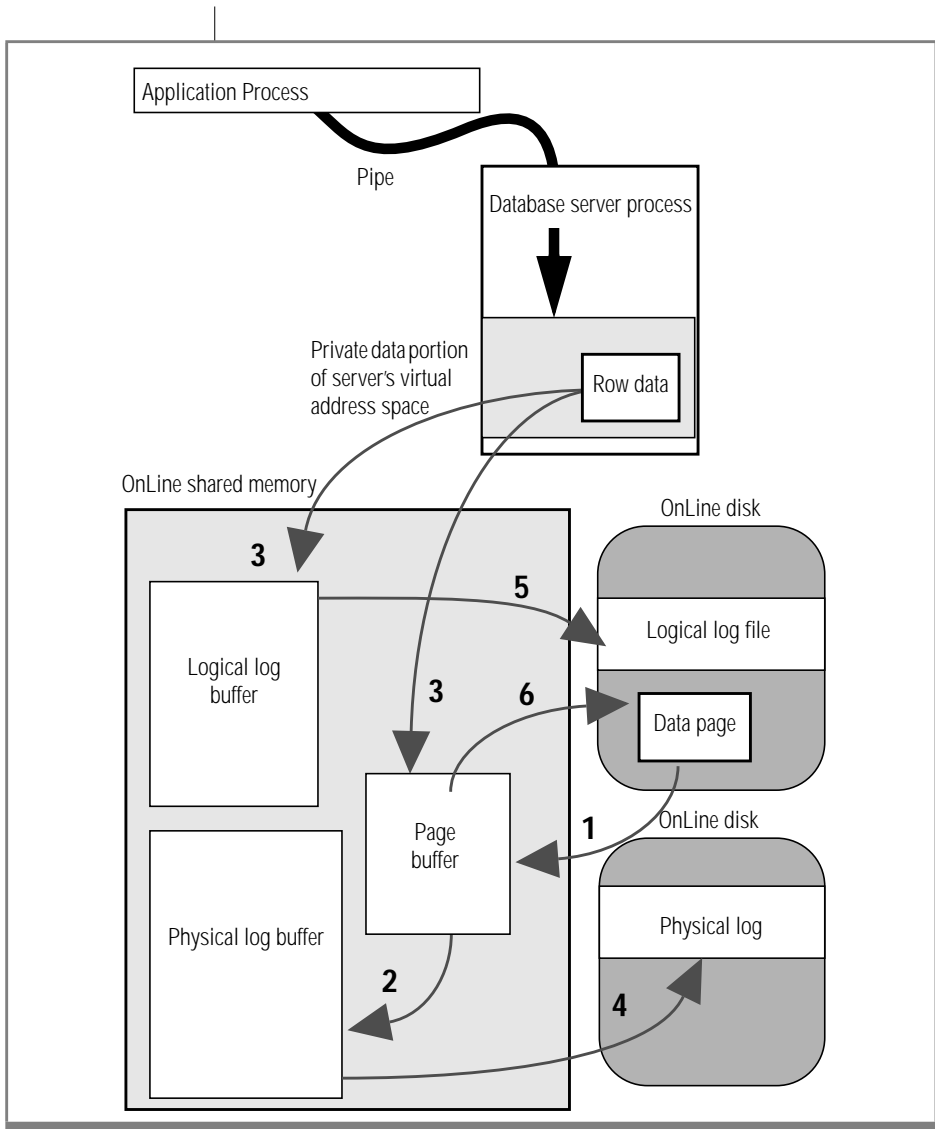 Application Process
Pipe
Database server process
Private data portion
of server's virtual
address space
Row data
OnLine shared memory
OnLine disk
3
5
Logical log file
Logical log
buffer
3
6
Data page
1
OnLine disk
Page
buffer
Physical log
Physical log buffer
2
4